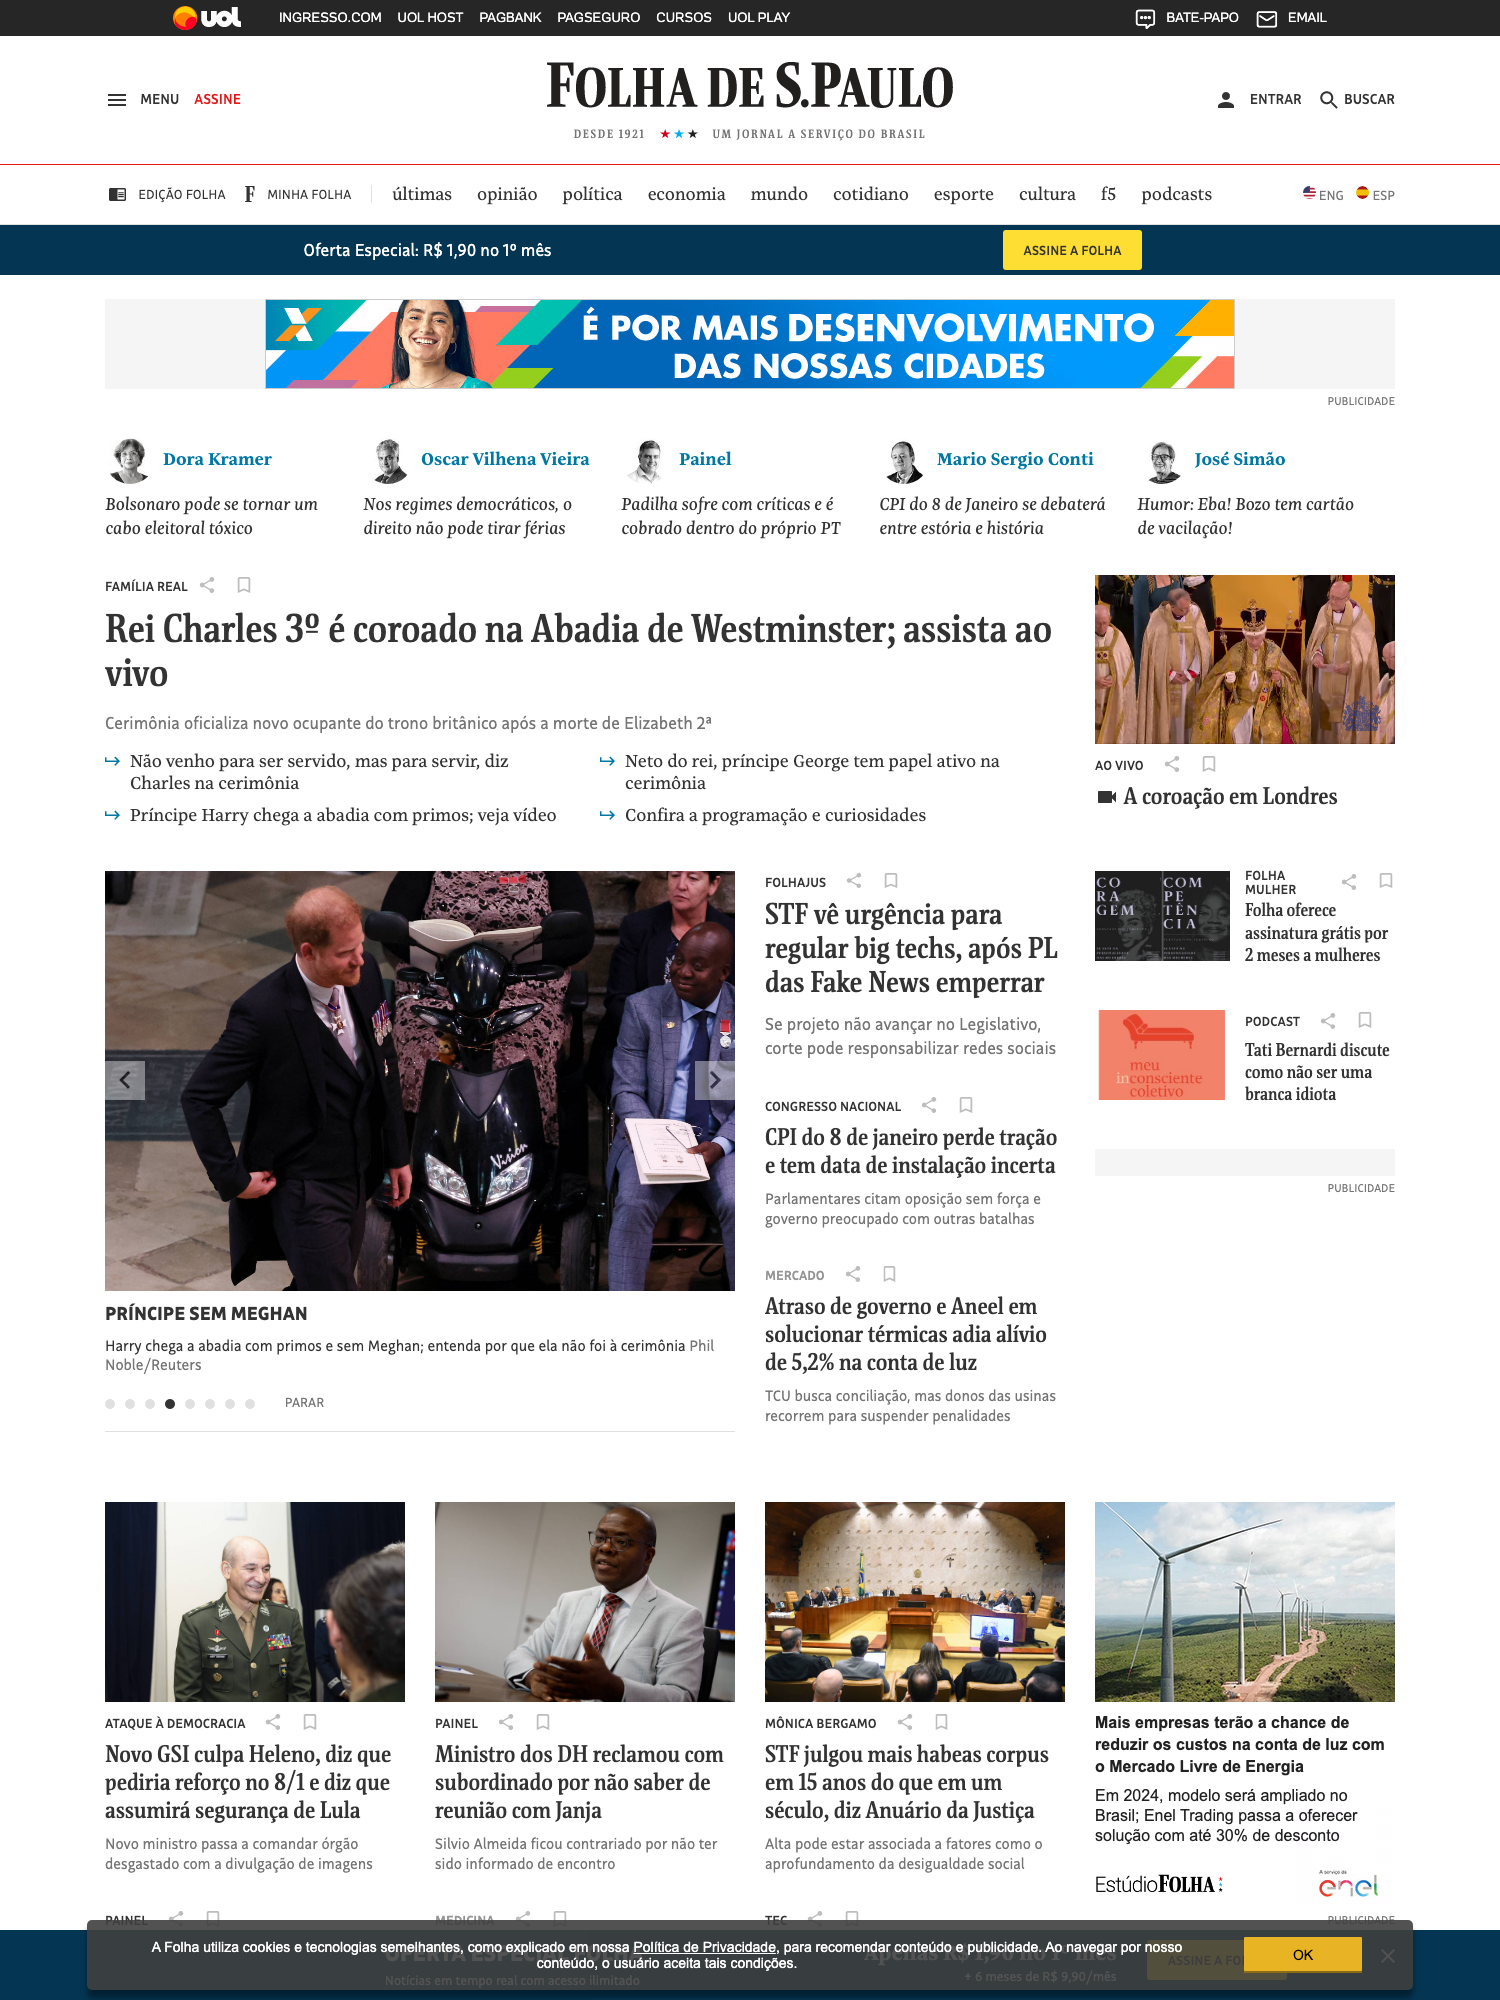 uol
INGRESSO.COM UOL HOST PAGBANK PAGSEGURO CURSOS UOL PLAY
BATE-PAPO EMAIL
MENU ASSINE
FOLHA DE S.PAULO
DESDE 1921 ★★★ UM JORNAL A SERVIÇO DO BRASIL
ENTRAR BUSCAR
EDIÇÃO FOLHA F MINHA FOLHA
últimas opinião política economia mundo cotidiano esporte cultura f5 podcasts
ENG ESP
Oferta Especial: R$ 1,90 no 1º mês
ASSINE A FOLHA
É POR MAIS DESENVOLVIMENTO
DAS NOSSAS CIDADES
PUBLICIDADE
Dora Kramer
Bolsonaro pode se tornar um
cabo eleitoral tóxico
Oscar Vilhena Vieira
Nos regimes democráticos, o
direito não pode tirar férias
Painel
Padilha sofre com críticas e é
cobrado dentro do próprio PT
Mario Sergio Conti
CPI do 8 de Janeiro se debaterá
entre estória e história
José Simão
Humor: Eba! Bozo tem cartão
de vacilação!
FAMÍLIA REAL
Rei Charles 3º é coroado na Abadia de Westminster; assista ao
vivo
Cerimônia oficializa novo ocupante do trono britânico após a morte de Elizabeth 2ª
Não venho para ser servido, mas para servir, diz
Charles na cerimônia
Príncipe Harry chega a abadia com primos; veja vídeo
Neto do rei, príncipe George tem papel ativo na
cerimônia
Confira a programação e curiosidades
AO VIVO
A coroação em Londres
Vision
PRÍNCIPE SEM MEGHAN
Harry chega a abadia com primos e sem Meghan; entenda por que ela não foi à cerimônia Phil
Noble/Reuters
PARAR
FOLHAJUS
STF vê urgência para
regular big techs, após PL
das Fake News emperrar
Se projeto não avançar no Legislativo,
corte pode responsabilizar redes sociais
CONGRESSO NACIONAL
CPI do 8 de janeiro perde tração
e tem data de instalação incerta
Parlamentares citam oposição sem força e
governo preocupado com outras batalhas
MERCADO
Atraso de governo e Aneel em
solucionar térmicas adia alívio
de 5,2% na conta de luz
TCU busca conciliação, mas donos das usinas
recorrem para suspender penalidades
CO
RA
GEM
COM
PE
TÊN
CIA
FOLHA
MULHER
Folha oferece
assinatura grátis por
2 meses a mulheres
meu
inconsciente
coletivo
PODCAST
Tati Bernardi discute
como não ser uma
branca idiota
PUBLICIDADE
ATAQUE À DEMOCRACIA
Novo GSI culpa Heleno, diz que
pediria reforço no 8/1 e diz que
assumirá segurança de Lula
Novo ministro passa a comandar órgão
desgastado com a divulgação de imagens
PAINEL
Ministro dos DH reclamou com
subordinado por não saber de
reunião com Janja
Silvio Almeida ficou contrariado por não ter
sido informado de encontro
MÔNICA BERGAMO
STF julgou mais habeas corpus
em 15 anos do que em um
século, diz Anuário da Justiça
Alta pode estar associada a fatores como o
aprofundamento da desigualdade social
Mais empresas terão a chance de
reduzir os custos na conta de luz com
o Mercado Livre de Energia
Em 2024, modelo será ampliado no
Brasil; Enel Trading passa a oferecer
solução com até 30% de desconto
EstúdioFOLHA
A serviço da
enel
PAINEL
MEDICINA
TEC
PUBLICIDADE
A Folha utiliza cookies e tecnologias semelhantes, como explicado em nossa Política de Privacidade, para recomendar conteúdo e publicidade. Ao navegar por nosso
conteúdo, o usuário aceita tais condições.
OK
Notícias em tempo real com acesso ilimitado
Apenas R$ 1,90 no 1º mês
+ 6 meses de R$ 9,90/mês
ASSINE A FO